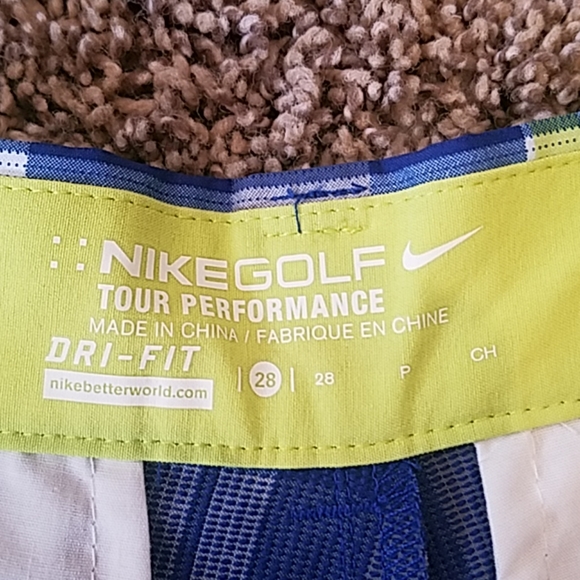 NIKEGOLF
TOUR PERFORMANCE
MADE IN CHINA / FABRIQUE EN CHINE
DRI-FIT
nikebetterworld.com
| 28 | 28 P CH